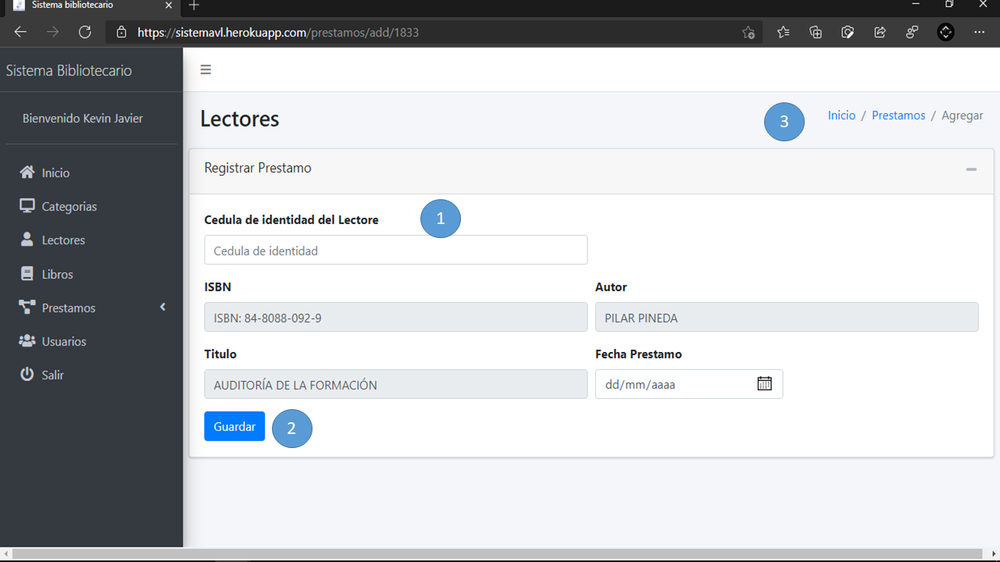 Sistema bibliotecario
https://sistemavl.herokuapp.com/prestamos/add/1833
Sistema Bibliotecario
Bienvenido Kevin Javier
Inicio
Categorias
Lectores
Libros
Prestamos
Usuarios
Salir
Lectores
3
Inicio / Prestamos / Agregar
Registrar Prestamo
Cedula de identidad del Lectore
1
Cedula de identidad
ISBN
Autor
ISBN: 84-8088-092-9
PILAR PINEDA
Titulo
Fecha Prestamo
AUDITORÍA DE LA FORMACIÓN
dd/mm/aaaa
Guardar
2